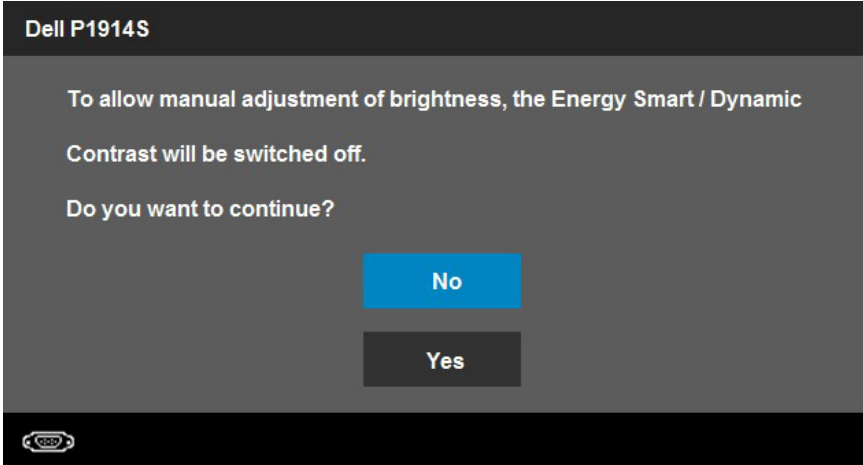 Dell P1914S
To allow manual adjustment of brightness, the Energy Smart / Dynamic
Contrast will be switched off.
Do you want to continue?
No
Yes